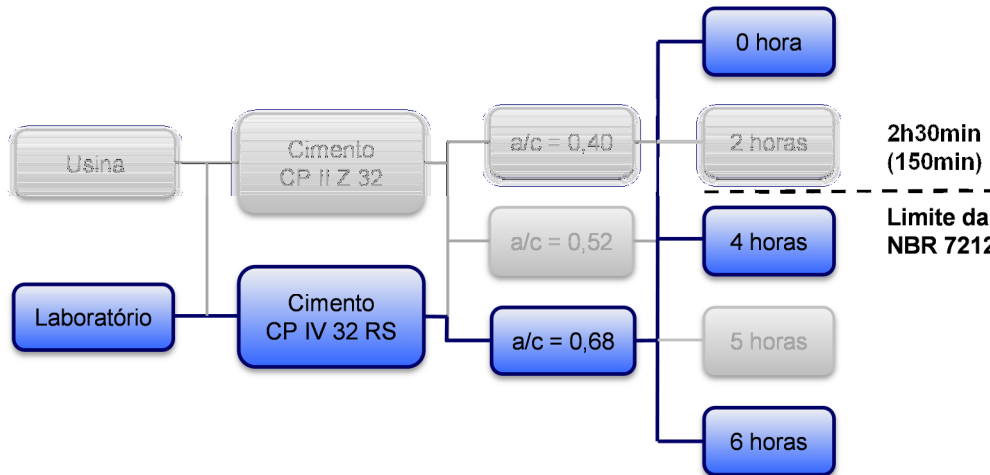 0 hora
Usina
Cimento
CP II Z 32
a/c = 0,40
2 horas
2h30min
(150min)
a/c = 0,52
4 horas
Limite da
NBR 7212
Laboratório
Cimento
CP IV 32 RS
a/c = 0,68
5 horas
6 horas